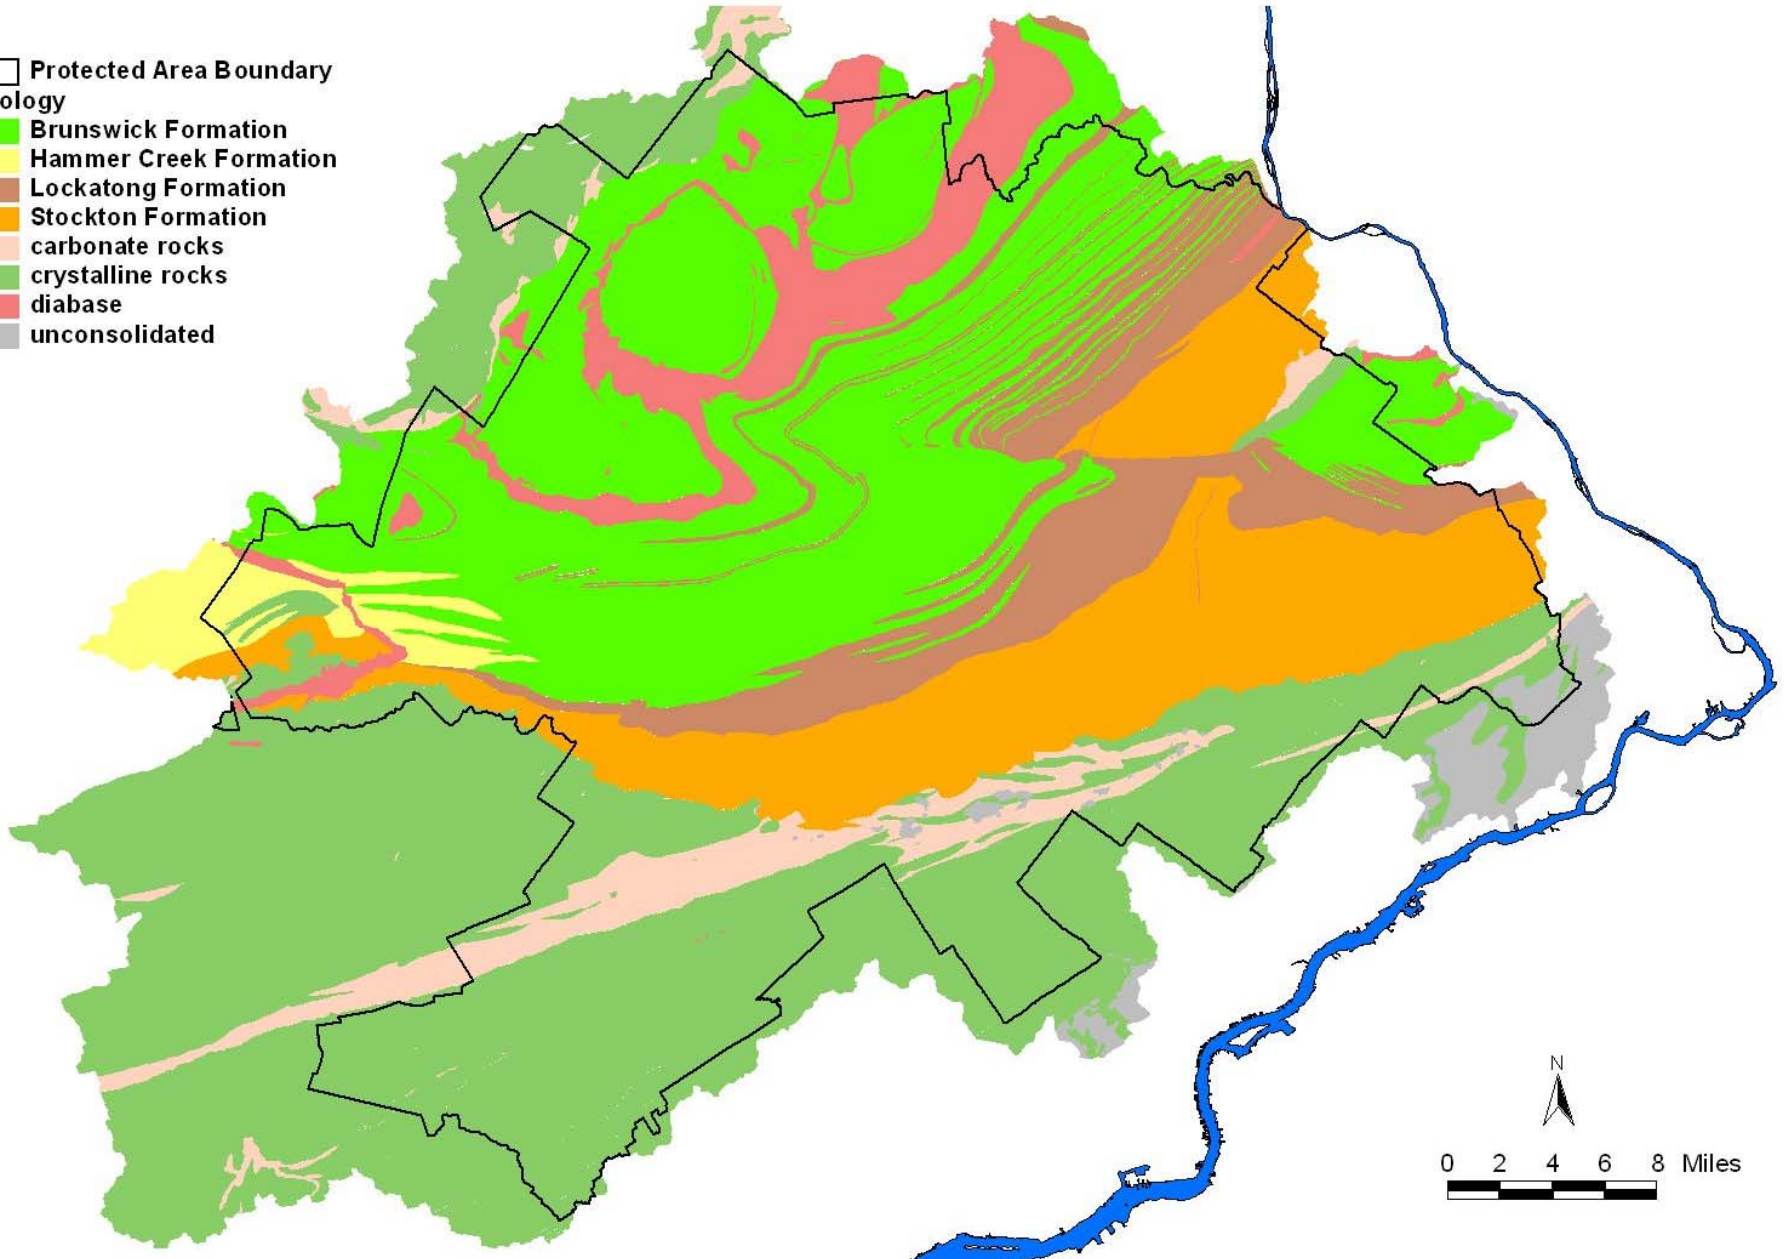 Protected Area Boundary
ology
Brunswick Formation
Hammer Creek Formation
Lockatong Formation
Stockton Formation
carbonate rocks
crystalline rocks
diabase
unconsolidated
N
0 2 4 6 8 Miles